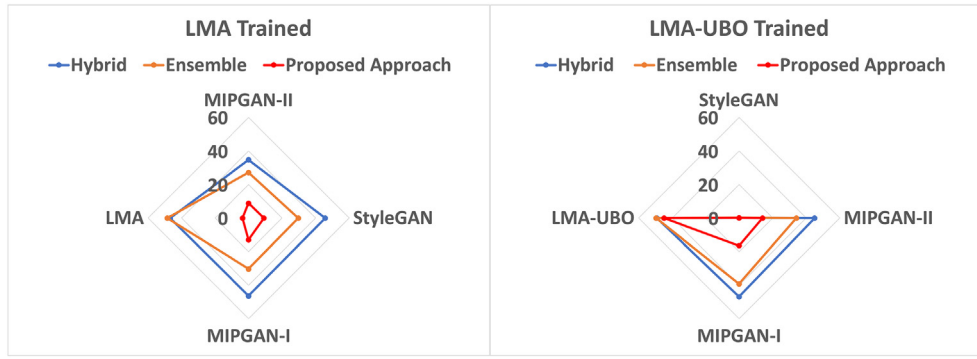 LMA Trained
Hybrid Ensemble Proposed Approach
MIPGAN-II
60
40
20
0
LMA
StyleGAN
MIPGAN-I
LMA-UBO Trained
Hybrid Ensemble Proposed Approach
StyleGAN
60
40
20
0
LMA-UBO
MIPGAN-II
MIPGAN-I